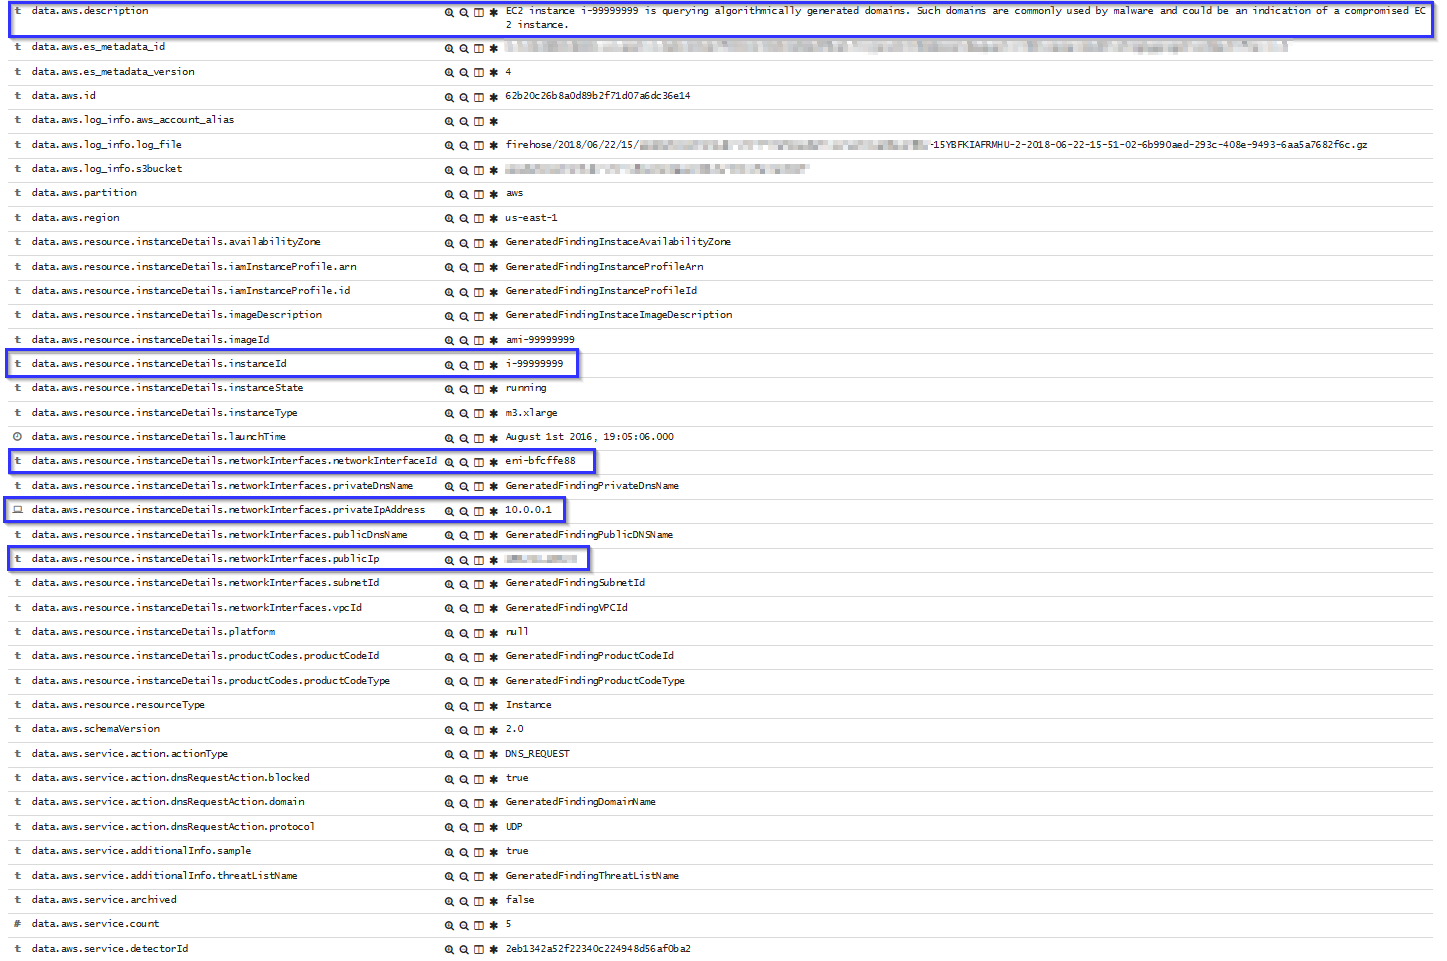 t data.aws.description EC2 instance i-99999999 is querying algorithmically generated domains. Such domains are commonly used by malware and could be an indication of a compromised EC
2 instance.
t data.aws.es_metadata_id
t data.aws.es_metadata_version 4
t data.aws.id 62b20c26b8a0d89b2f71d07a6dc36e14
t data.aws.log_info.aws_account_alias
t data.aws.log_info.log_file firehose/2018/06/22/15/ -15YBFKIAFRMHU-2-2018-06-22-15-51-02-6b990aed-293c-408e-9493-6aa5a7682f6c.gz
t data.aws.log_info.s3bucket
t data.aws.partition aws
t data.aws.region us-east-1
t data.aws.resource.instanceDetails.availabilityZone GeneratedFindingInstaceAvailabilityZone
t data.aws.resource.instanceDetails.iamInstanceProfile.arn GeneratedFindingInstanceProfileArn
t data.aws.resource.instanceDetails.iamInstanceProfile.id GeneratedFindingInstanceProfileId
t data.aws.resource.instanceDetails.imageDescription GeneratedFindingInstaceImageDescription
t data.aws.resource.instanceDetails.imageId ami-99999999
t data.aws.resource.instanceDetails.instanceId i-99999999
t data.aws.resource.instanceDetails.instanceState running
t data.aws.resource.instanceDetails.instanceType m3.xlarge
data.aws.resource.instanceDetails.launchTime August 1st 2016, 19:05:06.000
t data.aws.resource.instanceDetails.networkInterfaces.networkInterfaceId eni-bfcffe88
t data.aws.resource.instanceDetails.networkInterfaces.privateDnsName GeneratedFindingPrivateDnsName
data.aws.resource.instanceDetails.networkInterfaces.privateIpAddress 10.0.0.1
t data.aws.resource.instanceDetails.networkInterfaces.publicDnsName GeneratedFindingPublicDNSName
t data.aws.resource.instanceDetails.networkInterfaces.publicIp
t data.aws.resource.instanceDetails.networkInterfaces.subnetId GeneratedFindingSubnetId
t data.aws.resource.instanceDetails.networkInterfaces.vpcId GeneratedFindingVPCId
t data.aws.resource.instanceDetails.platform null
t data.aws.resource.instanceDetails.productCodes.productCodeId GeneratedFindingProductCodeId
t data.aws.resource.instanceDetails.productCodes.productCodeType GeneratedFindingProductCodeType
t data.aws.resource.resourceType Instance
t data.aws.schemaVersion 2.0
t data.aws.service.action.actionType DNS_REQUEST
t data.aws.service.action.dnsRequestAction.blocked true
t data.aws.service.action.dnsRequestAction.domain GeneratedFindingDomainName
t data.aws.service.action.dnsRequestAction.protocol UDP
t data.aws.service.additionalInfo.sample true
t data.aws.service.additionalInfo.threatListName GeneratedFindingThreatListName
t data.aws.service.archived false
# data.aws.service.count 5
t data.aws.service.detectorId 2eb1342a52f22340c224948d56af0ba2